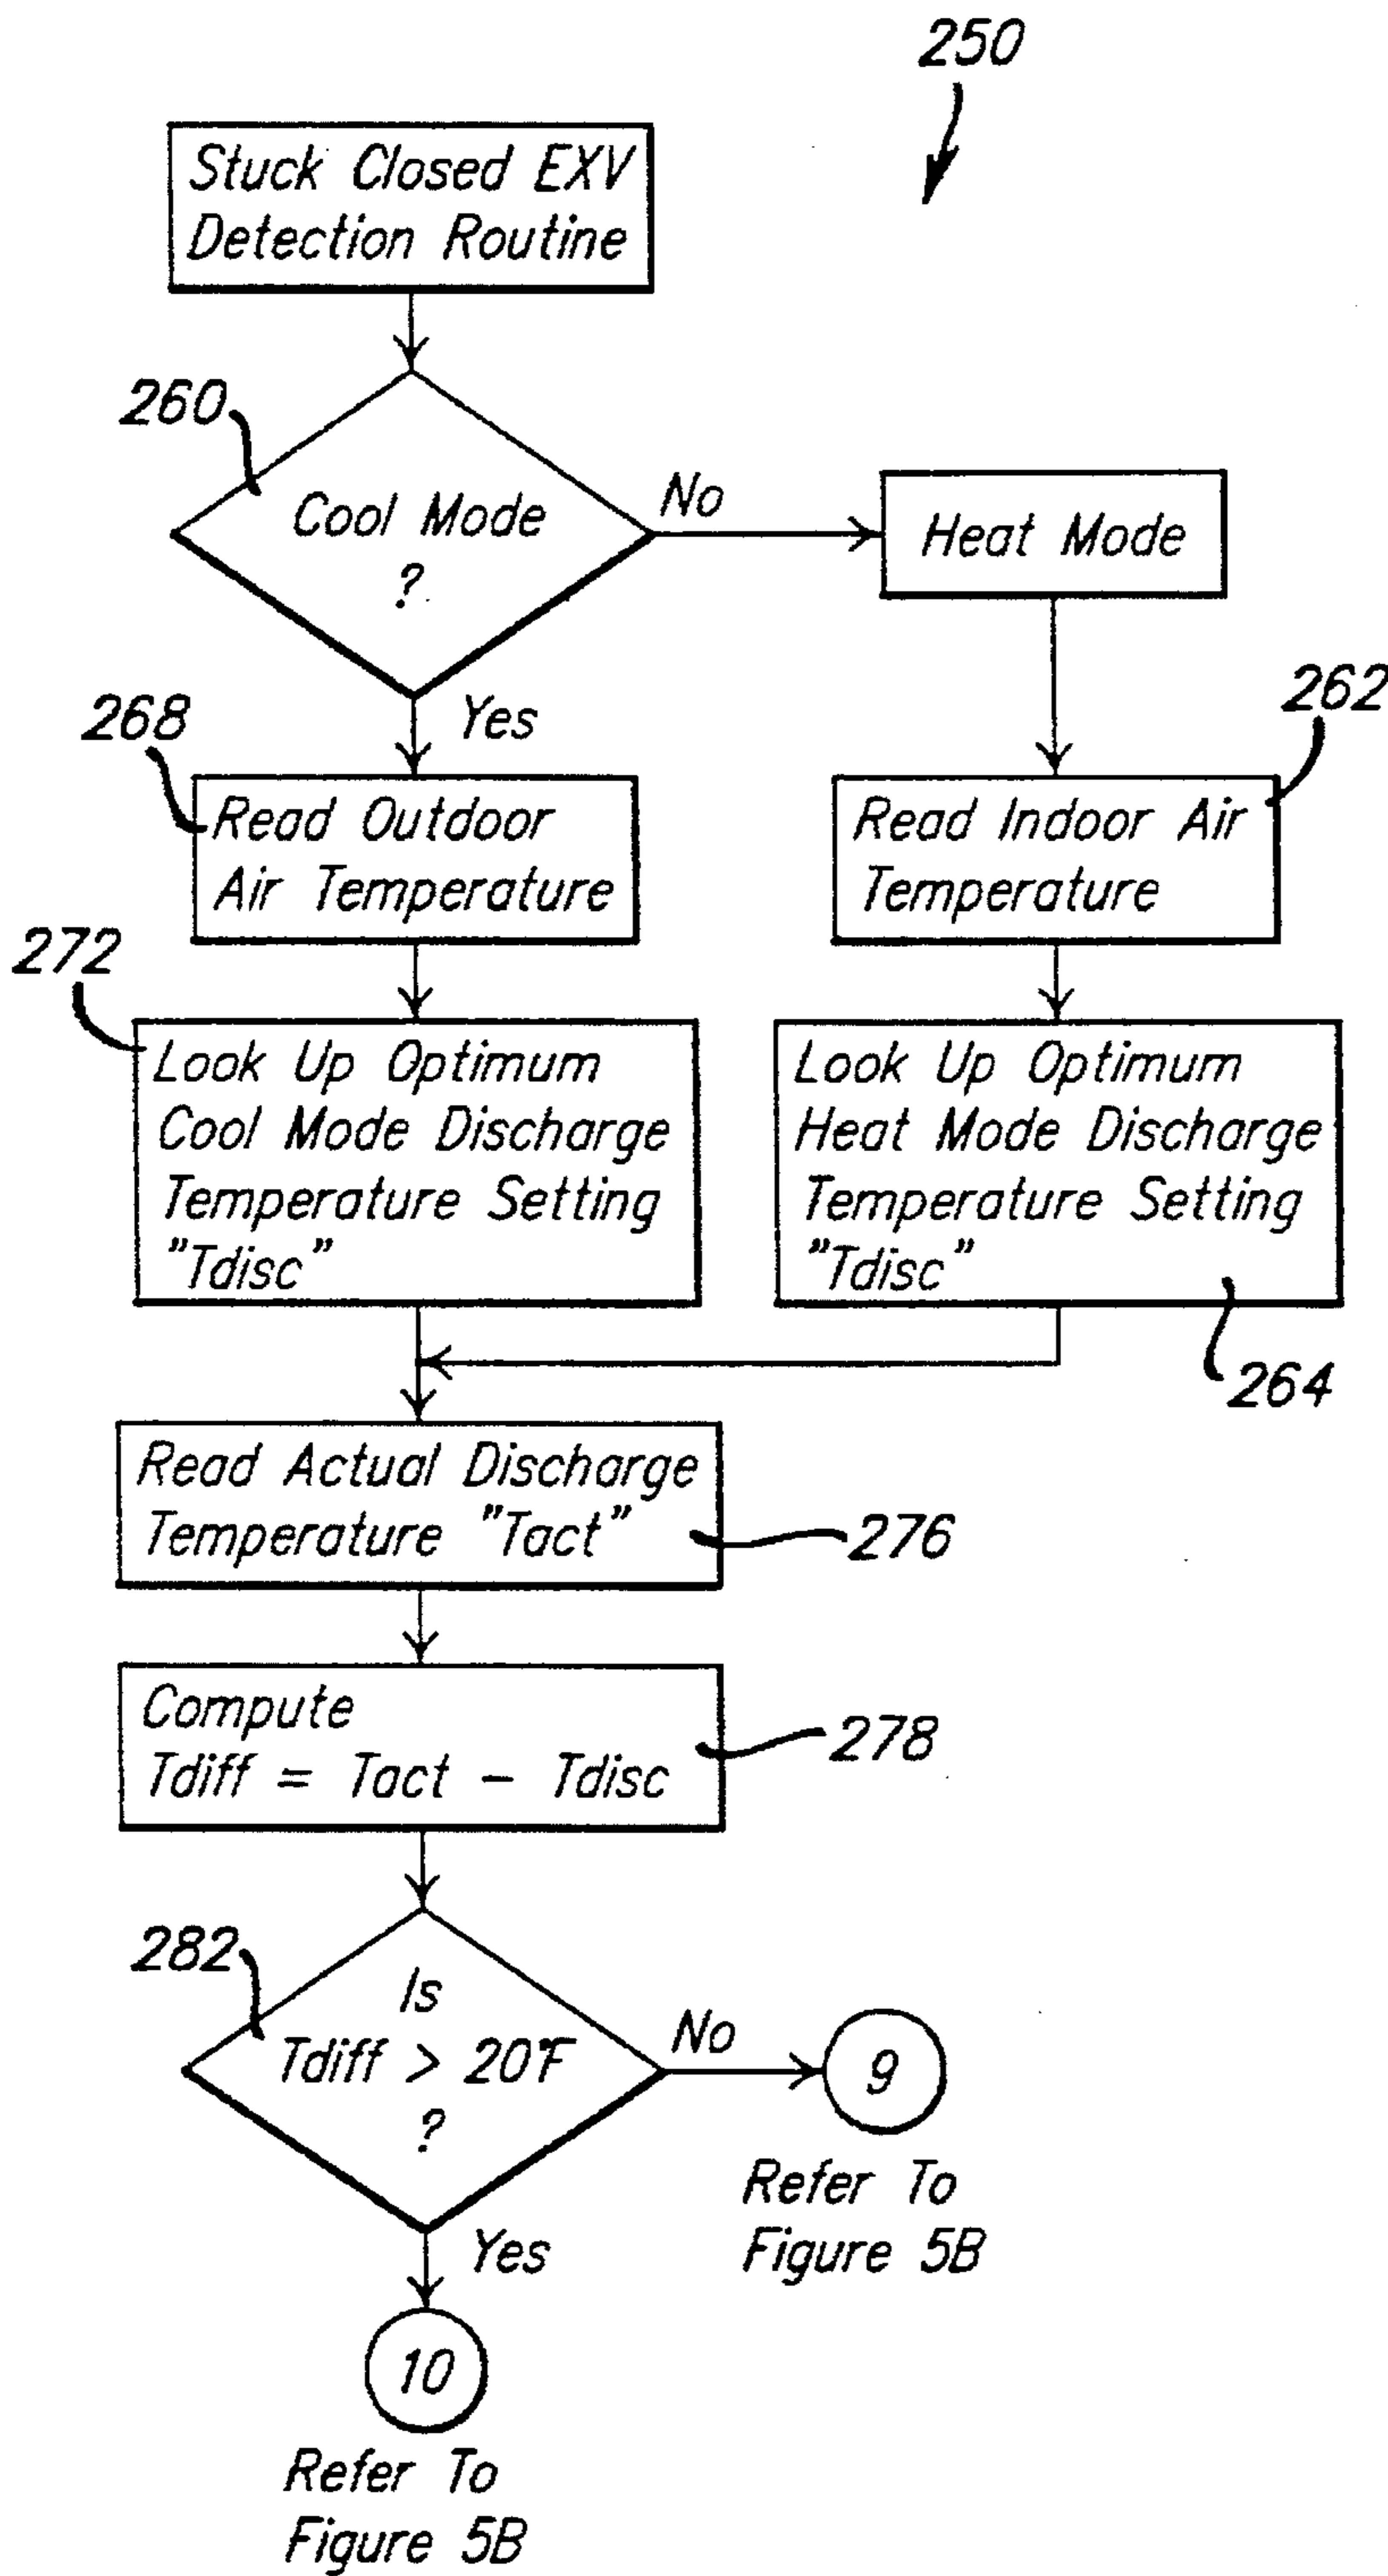 250
Stuck Closed EXV
Detection Routine
260
Cool Mode
?
No
Heat Mode
Yes
268
Read Outdoor
Air Temperature
262
Read Indoor Air
Temperature
272
Look Up Optimum
Cool Mode Discharge
Temperature Setting
"Tdisc"
Look Up Optimum
Heat Mode Discharge
Temperature Setting
"Tdisc"
264
Read Actual Discharge
Temperature "Tact"
276
Compute
Tdiff = Tact - Tdisc
278
282
Is
Tdiff > 20°F
?
No
9
Refer To
Figure 5B
Yes
10
Refer To
Figure 5B